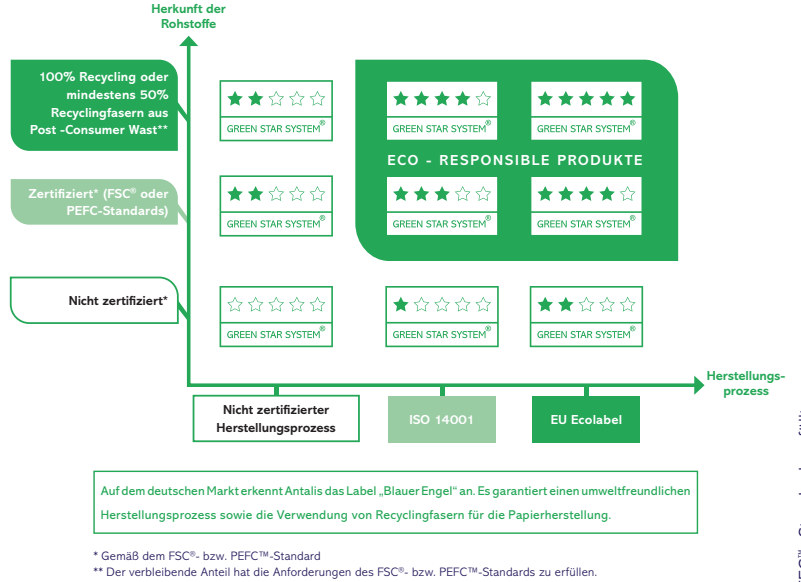 Herkunft der
Rohstoffe
100% Recycling oder
mindestens 50%
Recyclingfasern aus
Post -Consumer Wast**
GREEN STAR SYSTEM®
GREEN STAR SYSTEM®
GREEN STAR SYSTEM®
ECO - RESPONSIBLE PRODUKTE
Zertifiziert* (FSC® oder
PEFC-Standards)
GREEN STAR SYSTEM®
GREEN STAR SYSTEM®
GREEN STAR SYSTEM®
Nicht zertifiziert*
GREEN STAR SYSTEM®
GREEN STAR SYSTEM®
GREEN STAR SYSTEM®
Herstellungs-
prozess
Nicht zertifizierter
Herstellungsprozess
ISO 14001
EU Ecolabel
Auf dem deutschen Markt erkennt Antalis das Label „Blauer Engel“ an. Es garantiert einen umweltfreundlichen
Herstellungsprozess sowie die Verwendung von Recyclingfasern für die Papierherstellung.
* Gemäß dem FSC®- bzw. PEFC™-Standard
** Der verbleibende Anteil hat die Anforderungen des FSC®- bzw. PEFC™-Standards zu erfüllen.